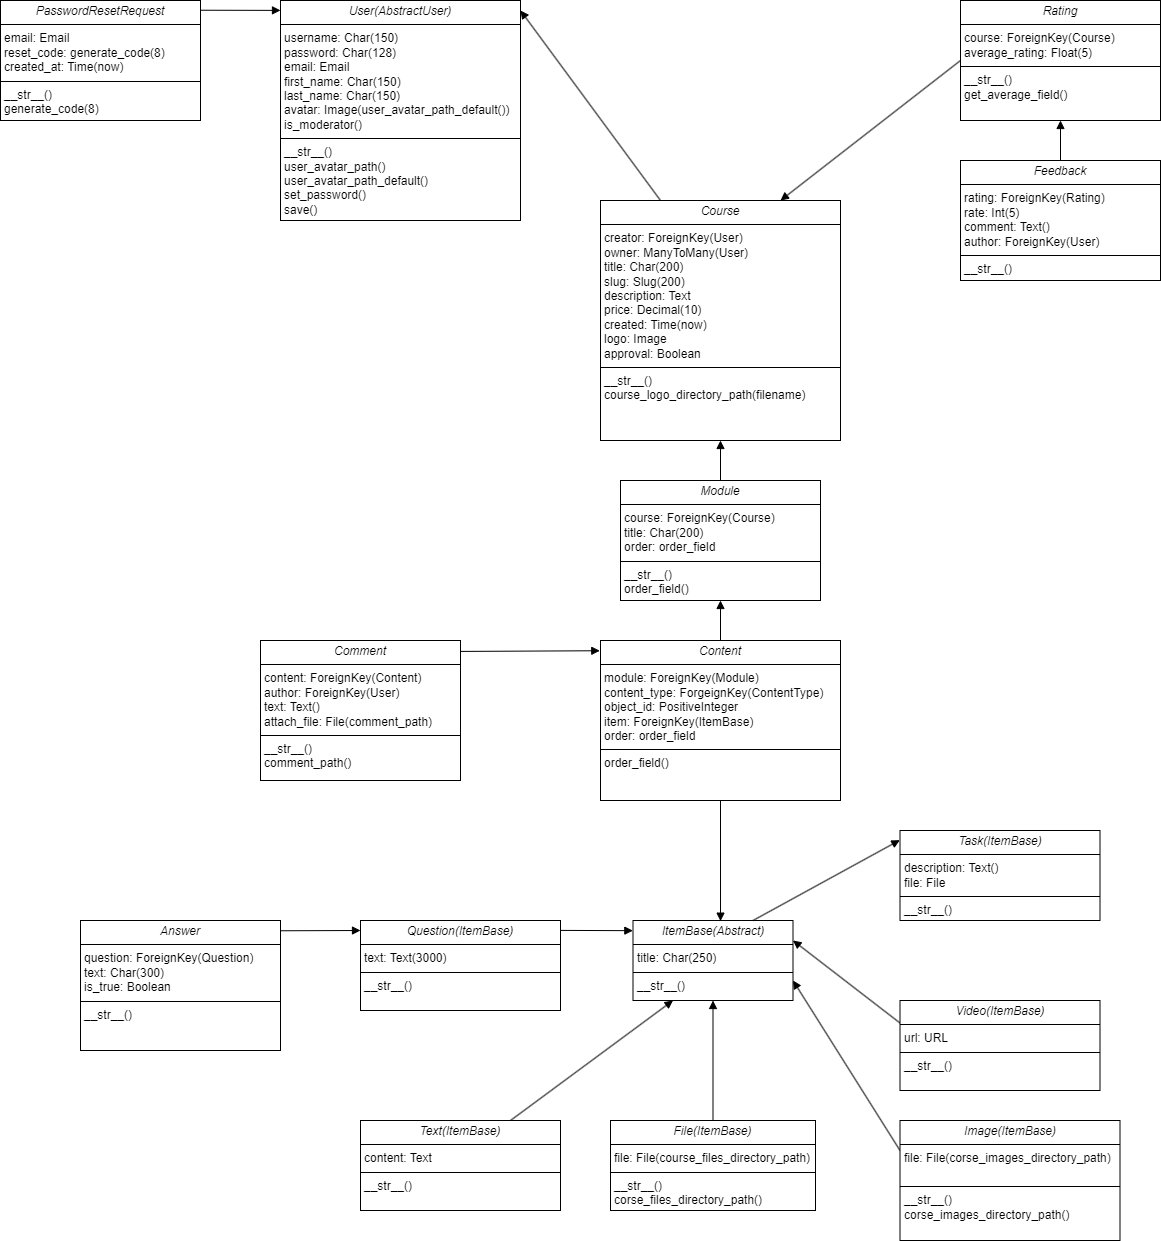 PasswordResetRequest
email: Email
reset_code: generate_code(8)
created_at: Time(now)
__str__()
generate_code(8)
User(AbstractUser)
username: Char(150)
password: Char(128)
email: Email
first_name: Char(150)
last_name: Char(150)
avatar: Image(user_avatar_path_default())
is_moderator()
__str__()
user_avatar_path()
user_avatar_path_default()
set_password()
save()
Rating
course: ForeignKey(Course)
average_rating: Float(5)
__str__()
get_average_field()
Feedback
rating: ForeignKey(Rating)
rate: Int(5)
comment: Text()
author: ForeignKey(User)
__str__()
Course
creator: ForeignKey(User)
owner: ManyToMany(User)
title: Char(200)
slug: Slug(200)
description: Text
price: Decimal(10)
created: Time(now)
logo: Image
approval: Boolean
__str__()
course_logo_directory_path(filename)
Module
course: ForeignKey(Course)
title: Char(200)
order: order_field
__str__()
order_field()
Comment
content: ForeignKey(Content)
author: ForeignKey(User)
text: Text()
attach_file: File(comment_path)
__str__()
comment_path()
Content
module: ForeignKey(Module)
content_type: ForgeignKey(ContentType)
object_id: PositiveInteger
item: ForeignKey(ItemBase)
order: order_field
order_field()
Task(ItemBase)
description: Text()
file: File
__str__()
Answer
question: ForeignKey(Question)
text: Char(300)
is_true: Boolean
__str__()
Question(ItemBase)
text: Text(3000)
__str__()
ItemBase(Abstract)
title: Char(250)
__str__()
Video(ItemBase)
url: URL
__str__()
Text(ItemBase)
content: Text
__str__()
File(ItemBase)
file: File(course_files_directory_path)
__str__()
corse_files_directory_path()
Image(ItemBase)
file: File(corse_images_directory_path)
__str__()
corse_images_directory_path()